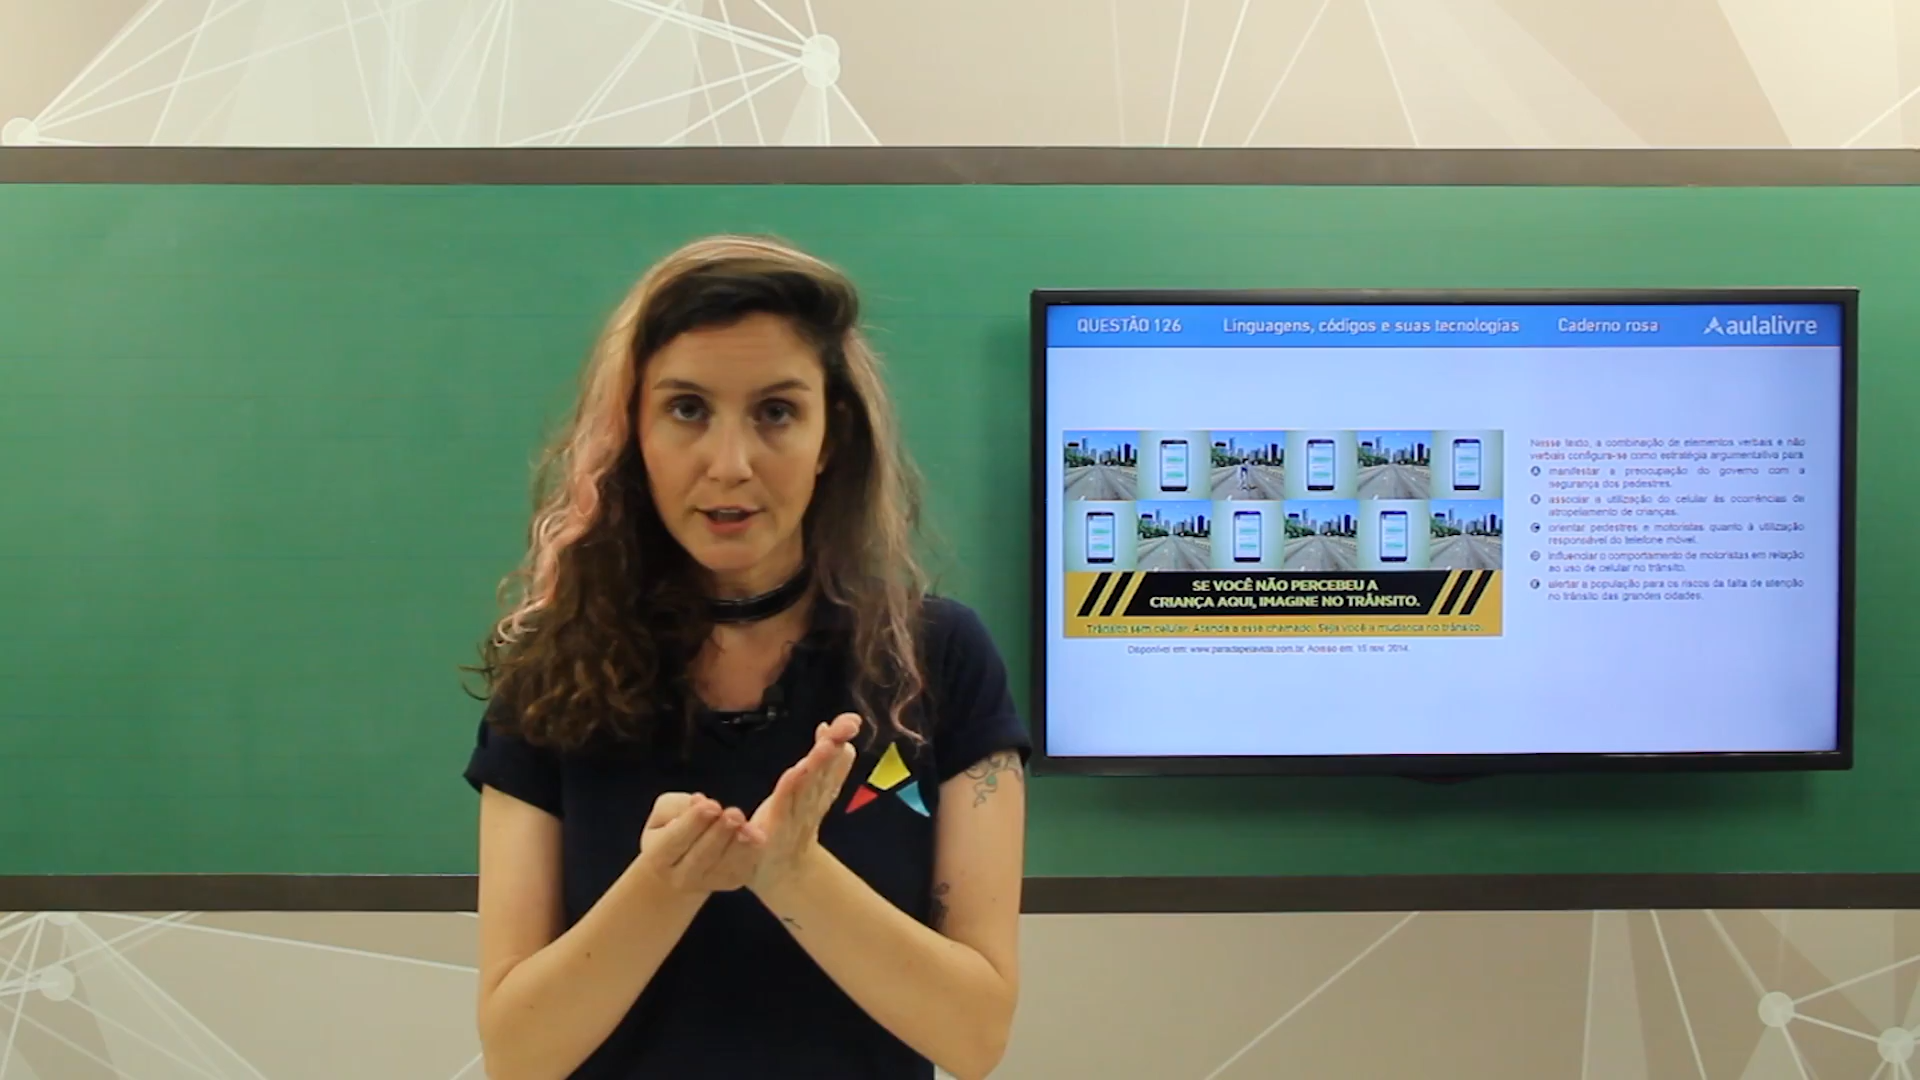 QUESTÃO 126 Linguagens, códigos e suas tecnologias Caderno rosa aulalivre
SE VOCÊ NÃO PERCEBEU A
CRIANÇA AQUI, IMAGINE NO TRÂNSITO.
Trânsito sem celular. Atenda a esse chamado. Seja você a mudança no trânsito.
Disponível em: www.paradapelavida.com.br. Acesso em: 15 nov. 2014.
Nesse texto, a combinação de elementos verbais e não
verbais configura-se como estratégia argumentativa para
A manifestar a preocupação do governo com a
segurança dos pedestres.
B associar a utilização do celular às ocorrências de
atropelamento de crianças.
C orientar pedestres e motoristas quanto à utilização
responsável do telefone móvel.
D influenciar o comportamento de motoristas em relação
ao uso de celular no trânsito.
E alertar a população para os riscos da falta de atenção
no trânsito das grandes cidades.